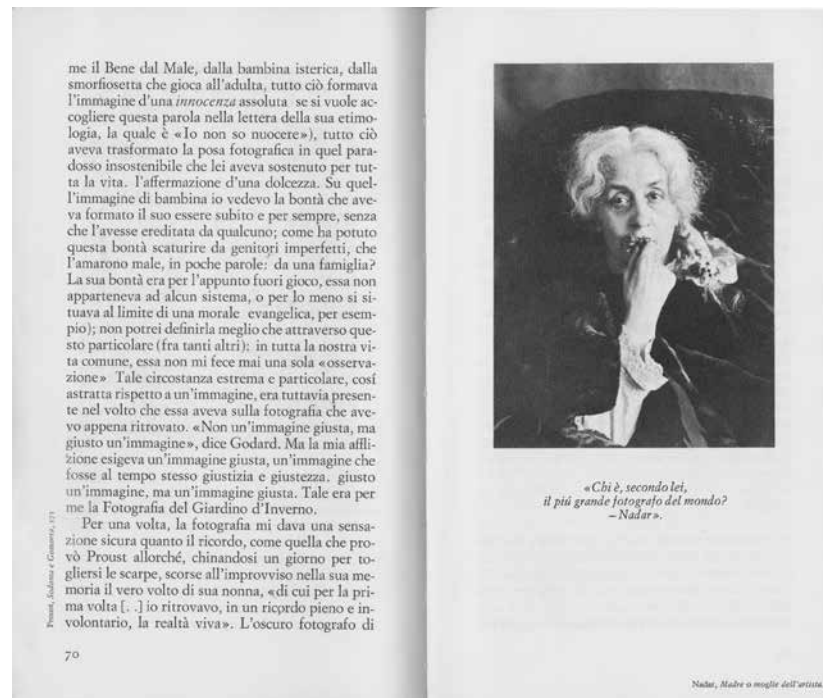 me il Bene dal Male, dalla bambina isterica, dalla
smorfiosetta che gioca all'adulta, tutto ciò formava
l'immagine d'una innocenza assoluta se si vuole ac-
cogliere questa parola nella lettera della sua etimo-
logia, la quale è «Io non so nuocere»), tutto ciò
aveva trasformato la posa fotografica in quel para-
dosso insostenibile che lei aveva sostenuto per tut-
ta la vita. l'affermazione d'una dolcezza. Su quel-
l'immagine di bambina io vedevo la bontà che ave-
va formato il suo essere subito e per sempre, senza
che l'avesse ereditata da qualcuno; come ha potuto
questa bontà scaturire da genitori imperfetti, che
l'amarono male, in poche parole: da una famiglia?
La sua bontà era per l'appunto fuori gioco, essa non
apparteneva ad alcun sistema, o per lo meno si si-
tuava al limite di una morale evangelica, per esem-
pio); non potrei definirla meglio che attraverso que-
sto particolare (fra tanti altri): in tutta la nostra vi-
ta comune, essa non mi fece mai una sola «osserva-
zione» Tale circostanza estrema e particolare, cosí
astratta rispetto a un'immagine, era tuttavia presen-
te nel volto che essa aveva sulla fotografia che ave-
vo appena ritrovato. «Non un'immagine giusta, ma
giusto un'immagine», dice Godard. Ma la mia affli-
zione esigeva un'immagine giusta, un'immagine che
fosse al tempo stesso giustizia e giustezza. giusto
un'immagine, ma un'immagine giusta. Tale era per
me la Fotografia del Giardino d'Inverno.
Per una volta, la fotografia mi dava una sensa-
zione sicura quanto il ricordo, come quella che pro-
vò Proust allorché, chinandosi un giorno per to-
gliersi le scarpe, scorse all'improvviso nella sua me-
moria il vero volto di sua nonna, «di cui per la pri-
ma volta [. .] io ritrovavo, in un ricordo pieno e in-
volontario, la realtà viva». L'oscuro fotografo di
Proust, Sodoma e Gomorra,
70
«Chi è, secondo lei,
il piú grande fotografo del mondo?
– Nadar».
Nadar, Madre o moglie dell'artista